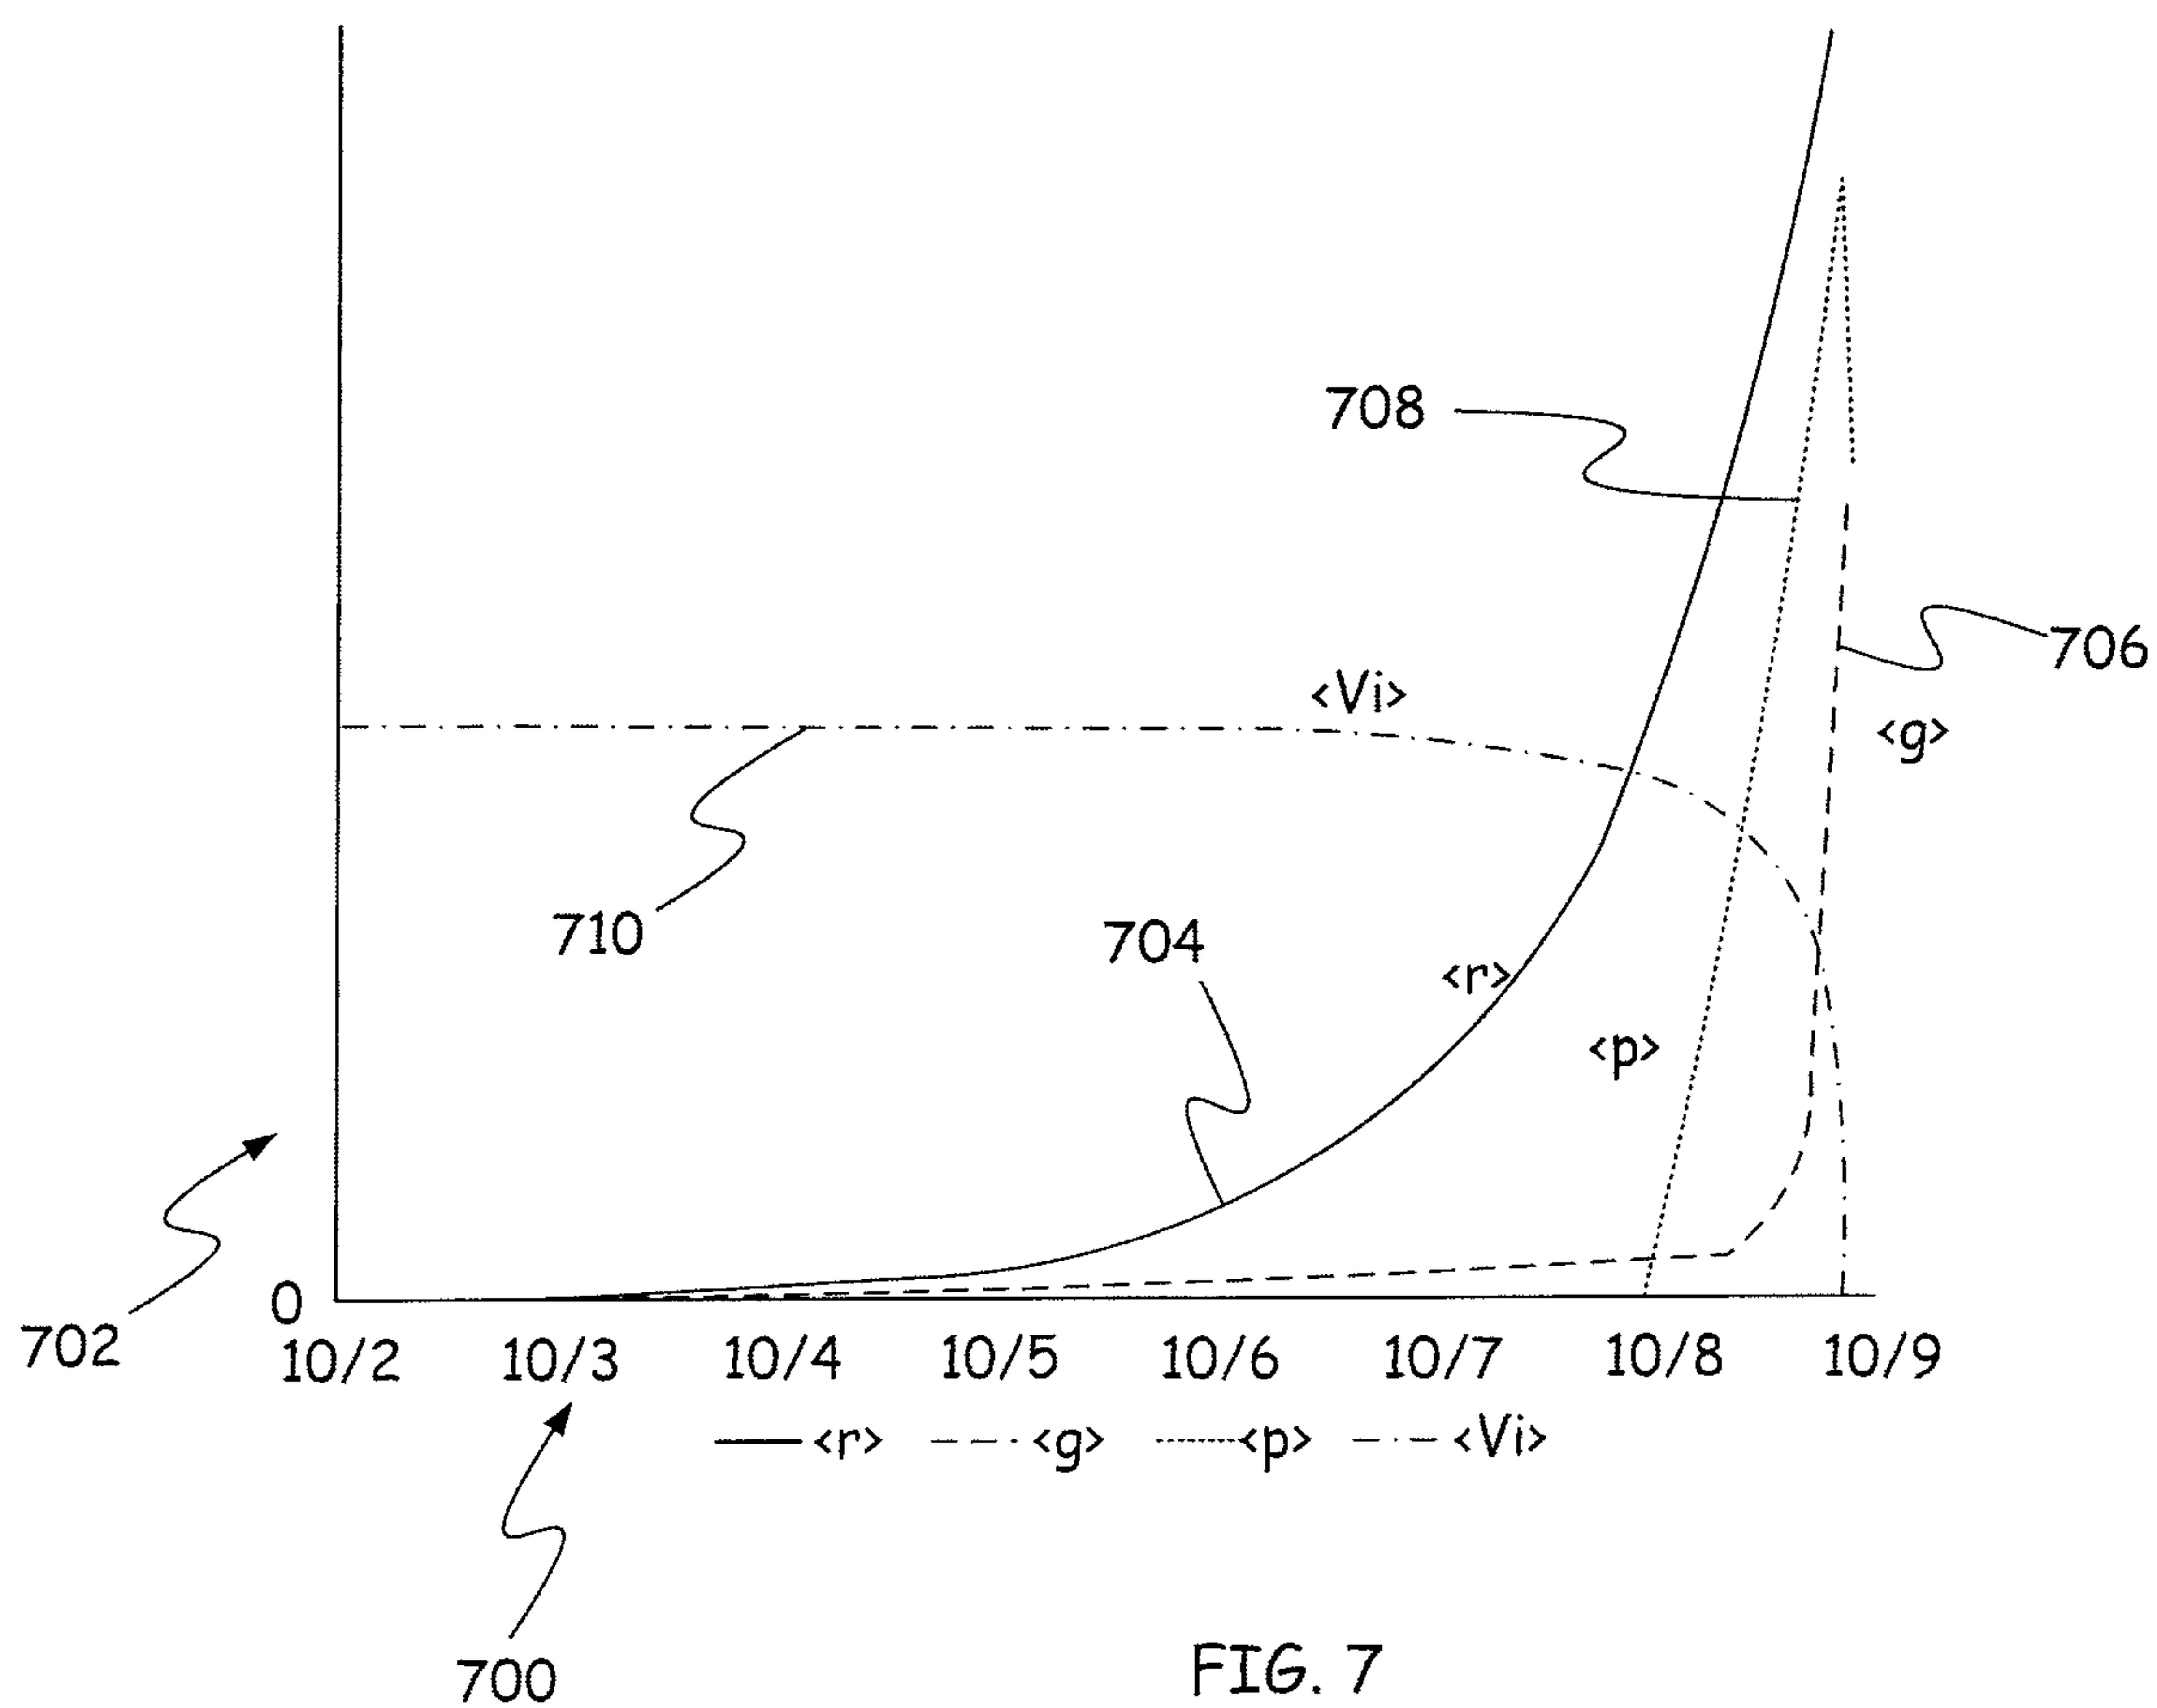 708
706
<Vi>
<g>
710
704
<r>
<p>
702
0
10/2 10/3 10/4 10/5 10/6 10/7 10/8 10/9
<r> <g> <p> <Vi>
700
FIG. 7